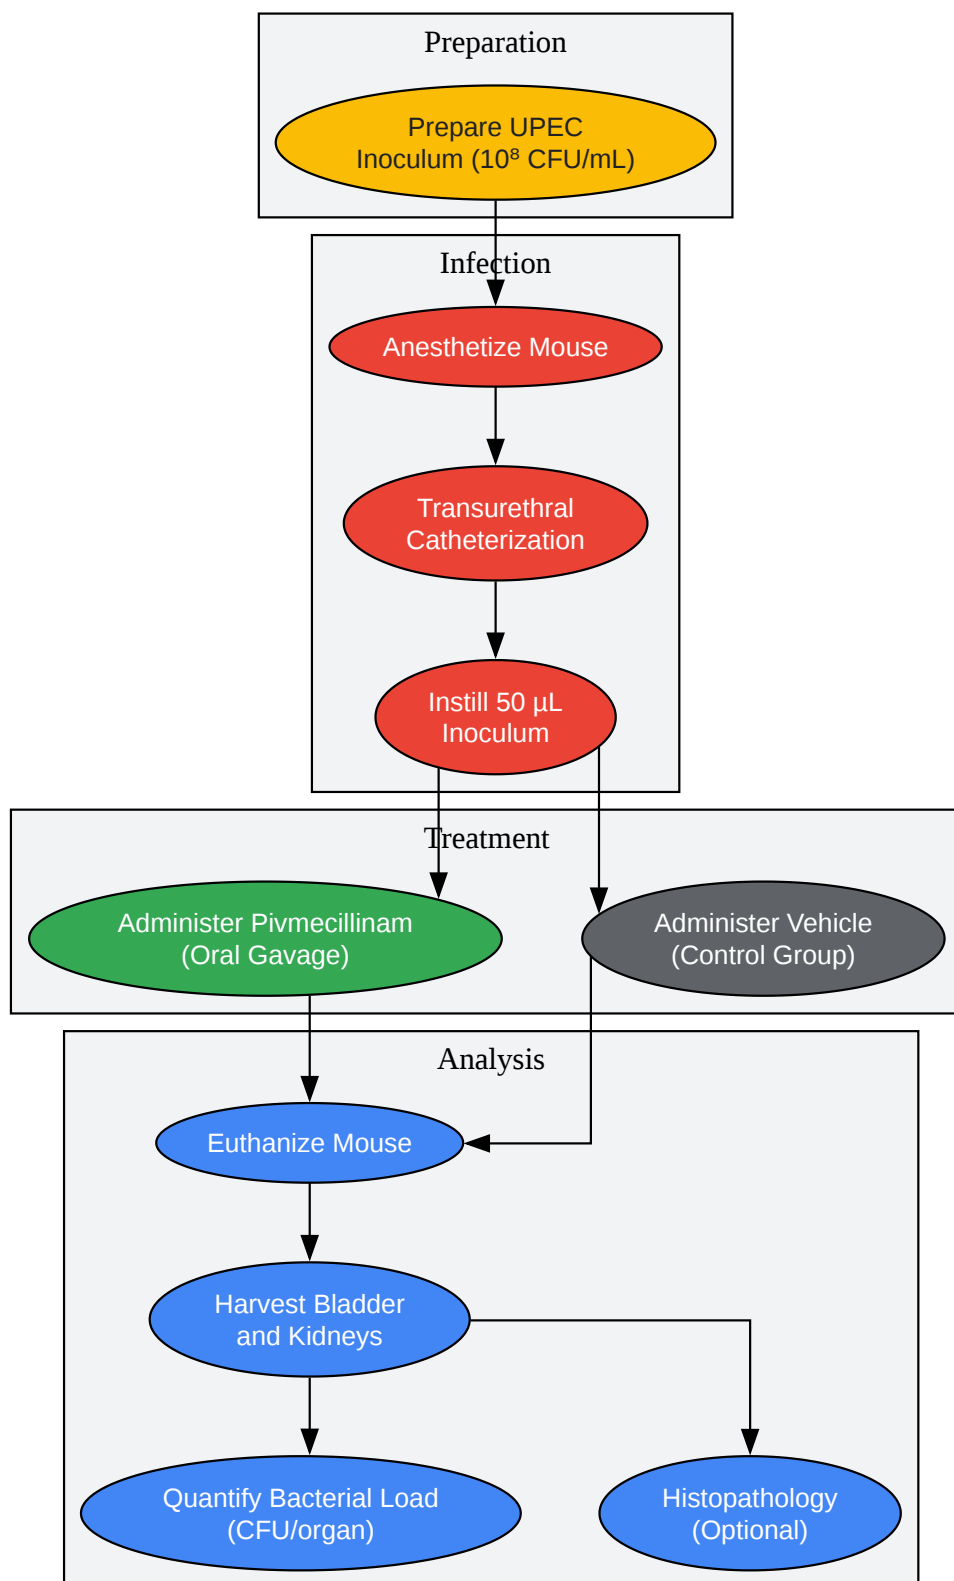 Preparation
Prepare UPEC
Inoculum (10⁸ CFU/mL)
Infection
Anesthetize Mouse
Transurethral
Catheterization
Instill 50 µL
Inoculum
Treatment
Administer Pivmecillinam
(Oral Gavage)
Administer Vehicle
(Control Group)
Analysis
Euthanize Mouse
Harvest Bladder
and Kidneys
Quantify Bacterial Load
(CFU/organ)
Histopathology
(Optional)